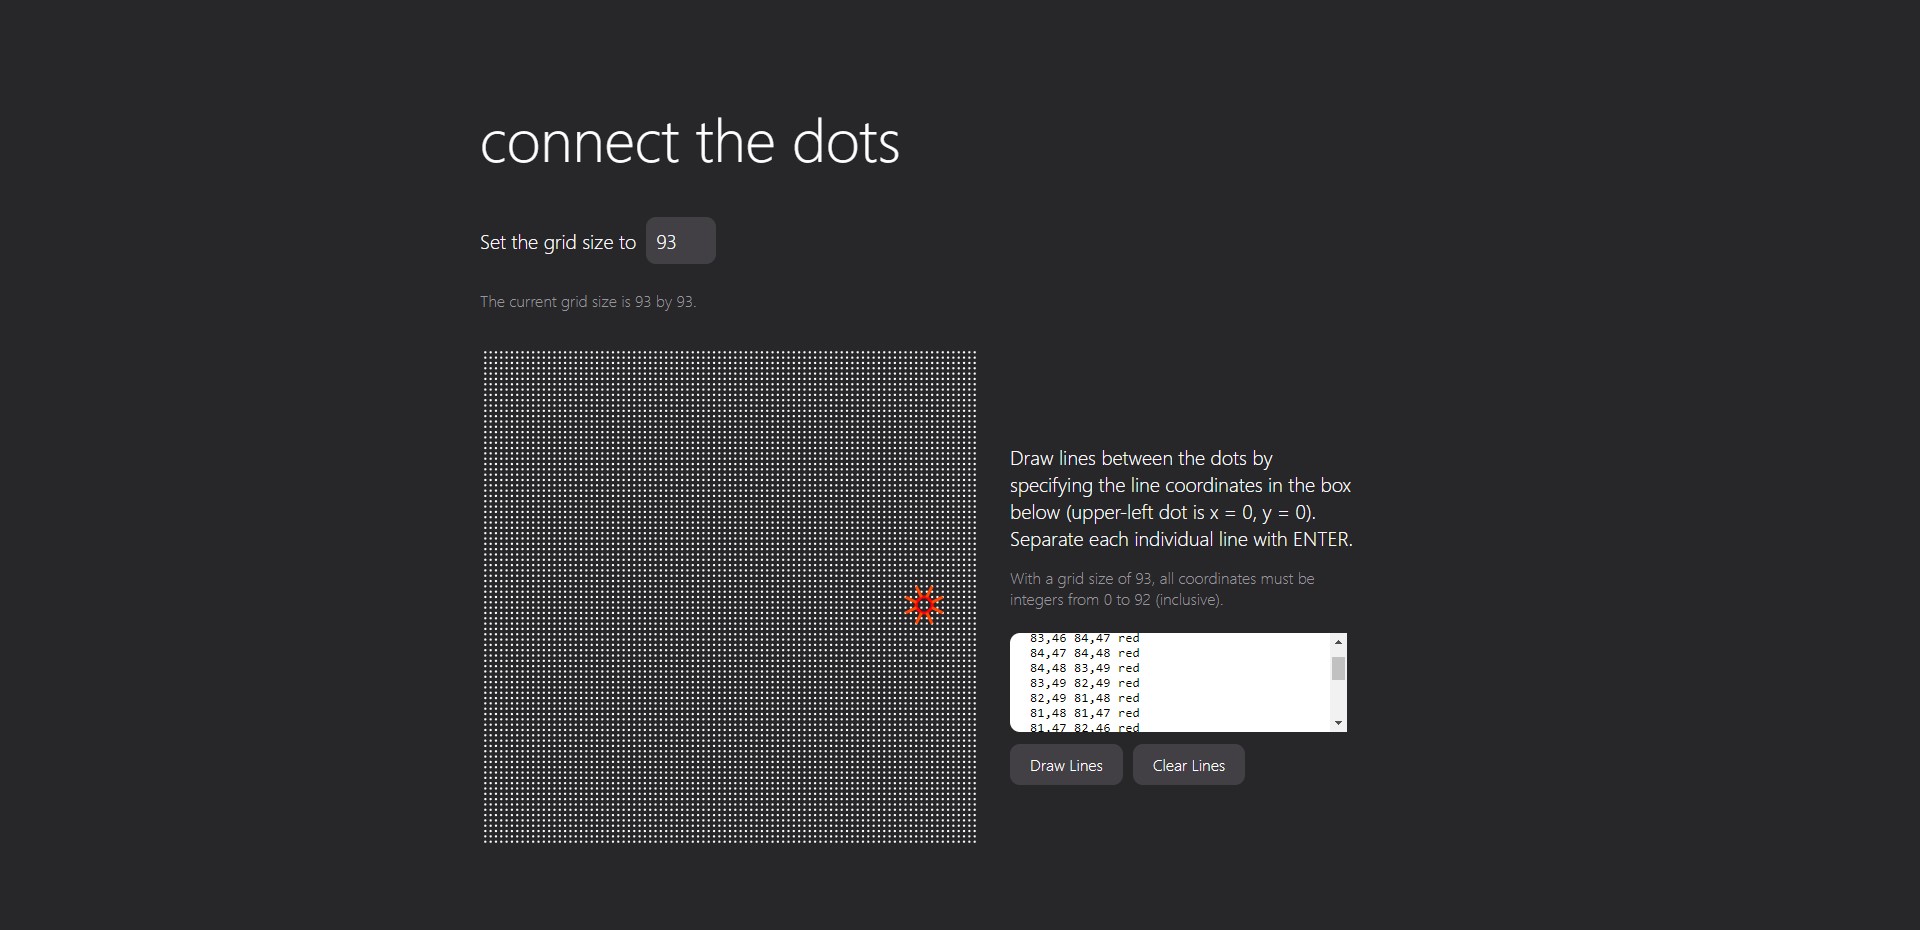 connect the dots
Set the grid size to 93
The current grid size is 93 by 93.
Draw lines between the dots by
specifying the line coordinates in the box
below (upper-left dot is x = 0, y = 0).
Separate each individual line with ENTER.
With a grid size of 93, all coordinates must be
integers from 0 to 92 (inclusive).
83,46 84,47 red
84,47 84,48 red
84,48 83,49 red
83,49 82,49 red
82,49 81,48 red
81,48 81,47 red
81,47 82,46 red
Draw Lines
Clear Lines